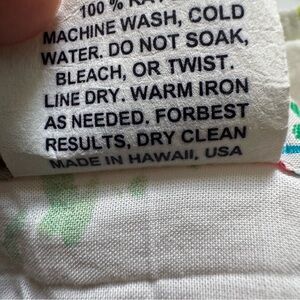 100 %
MACHINE WASH, COLD
WATER. DO NOT SOAK,
BLEACH, OR TWIST.
LINE DRY. WARM IRON
AS NEEDED. FORBEST
RESULTS, DRY CLEAN
MADE IN HAWAII, USA